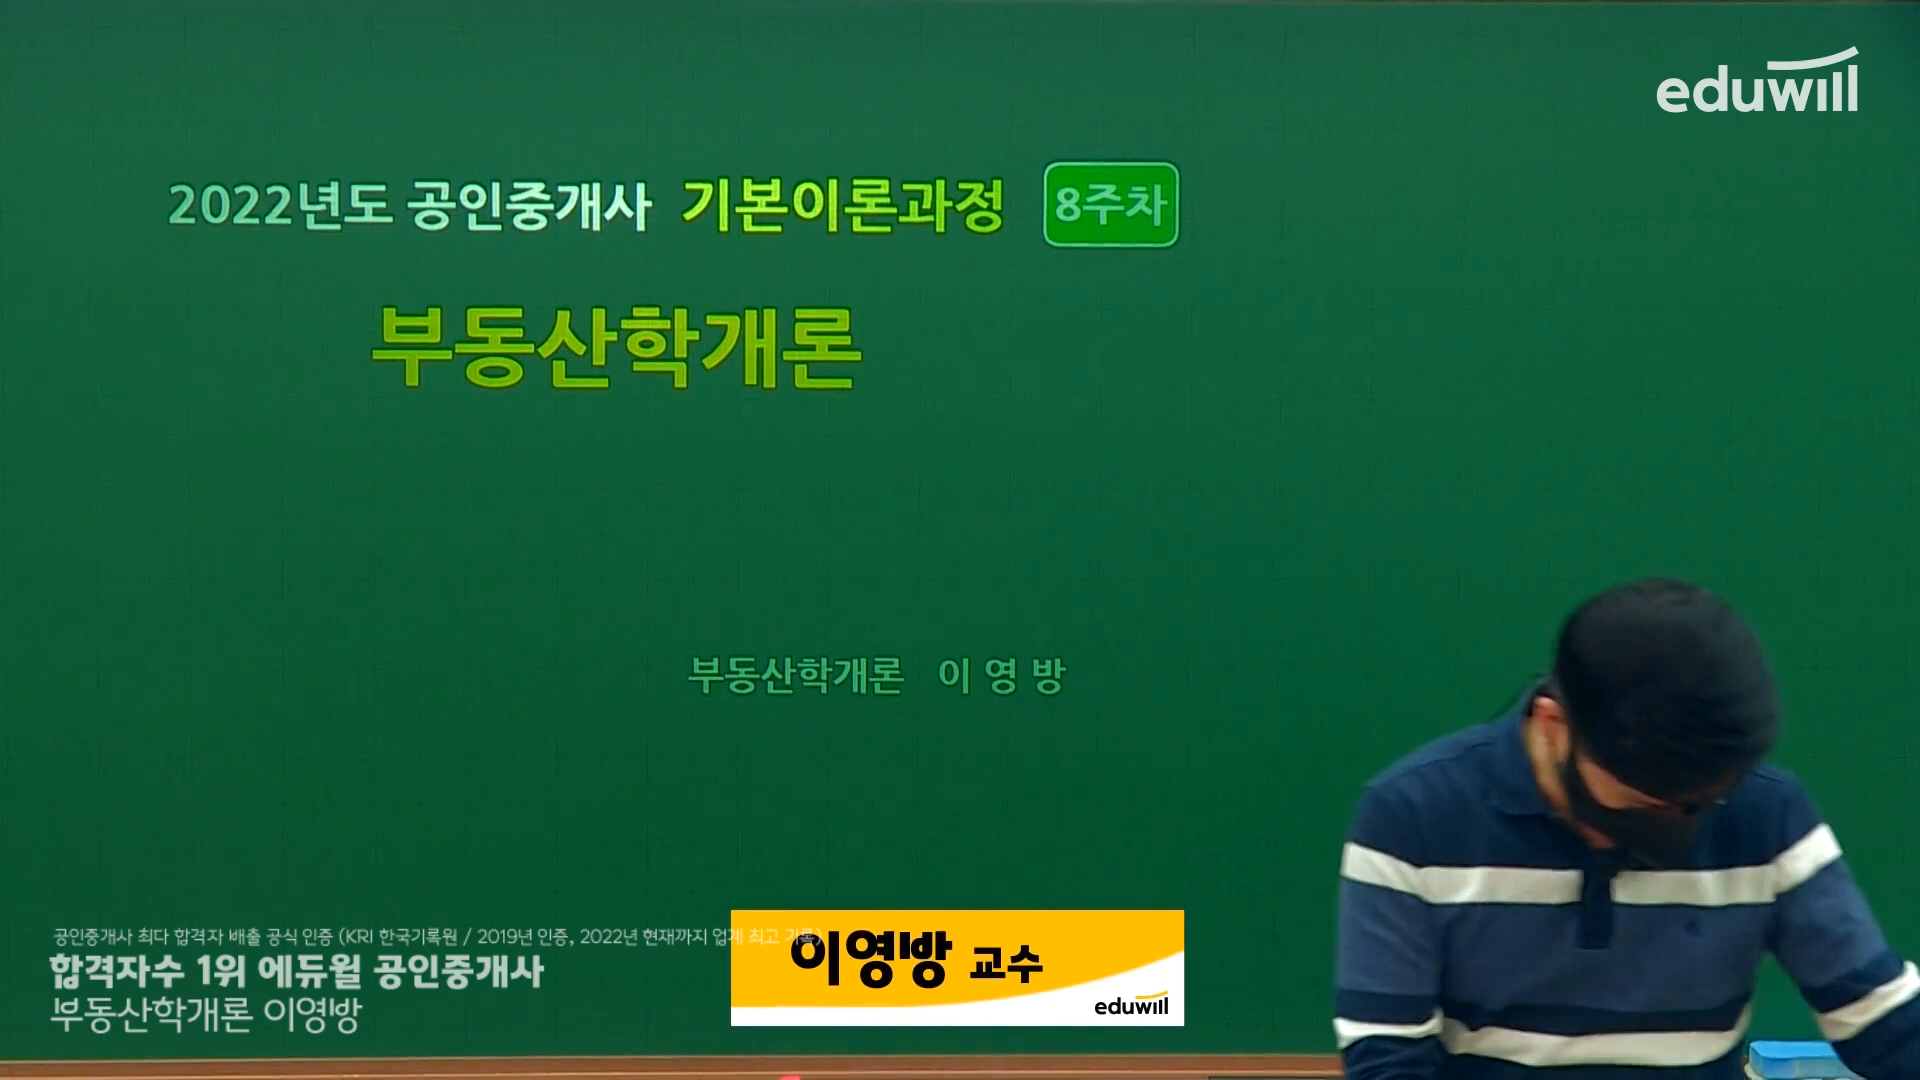 eduwill
2022년도 공인중개사 기본이론과정 8주차
부동산학개론
부동산학개론 이 영 방
공인중개사 최다 합격자 배출 공식 인증 (KRI 한국기록원 / 2019년 인증, 2022년 현재까지 업계 최고 기록)
합격자수 1위 에듀윌 공인중개사
부동산학개론 이영방
이영방 교수
eduwill